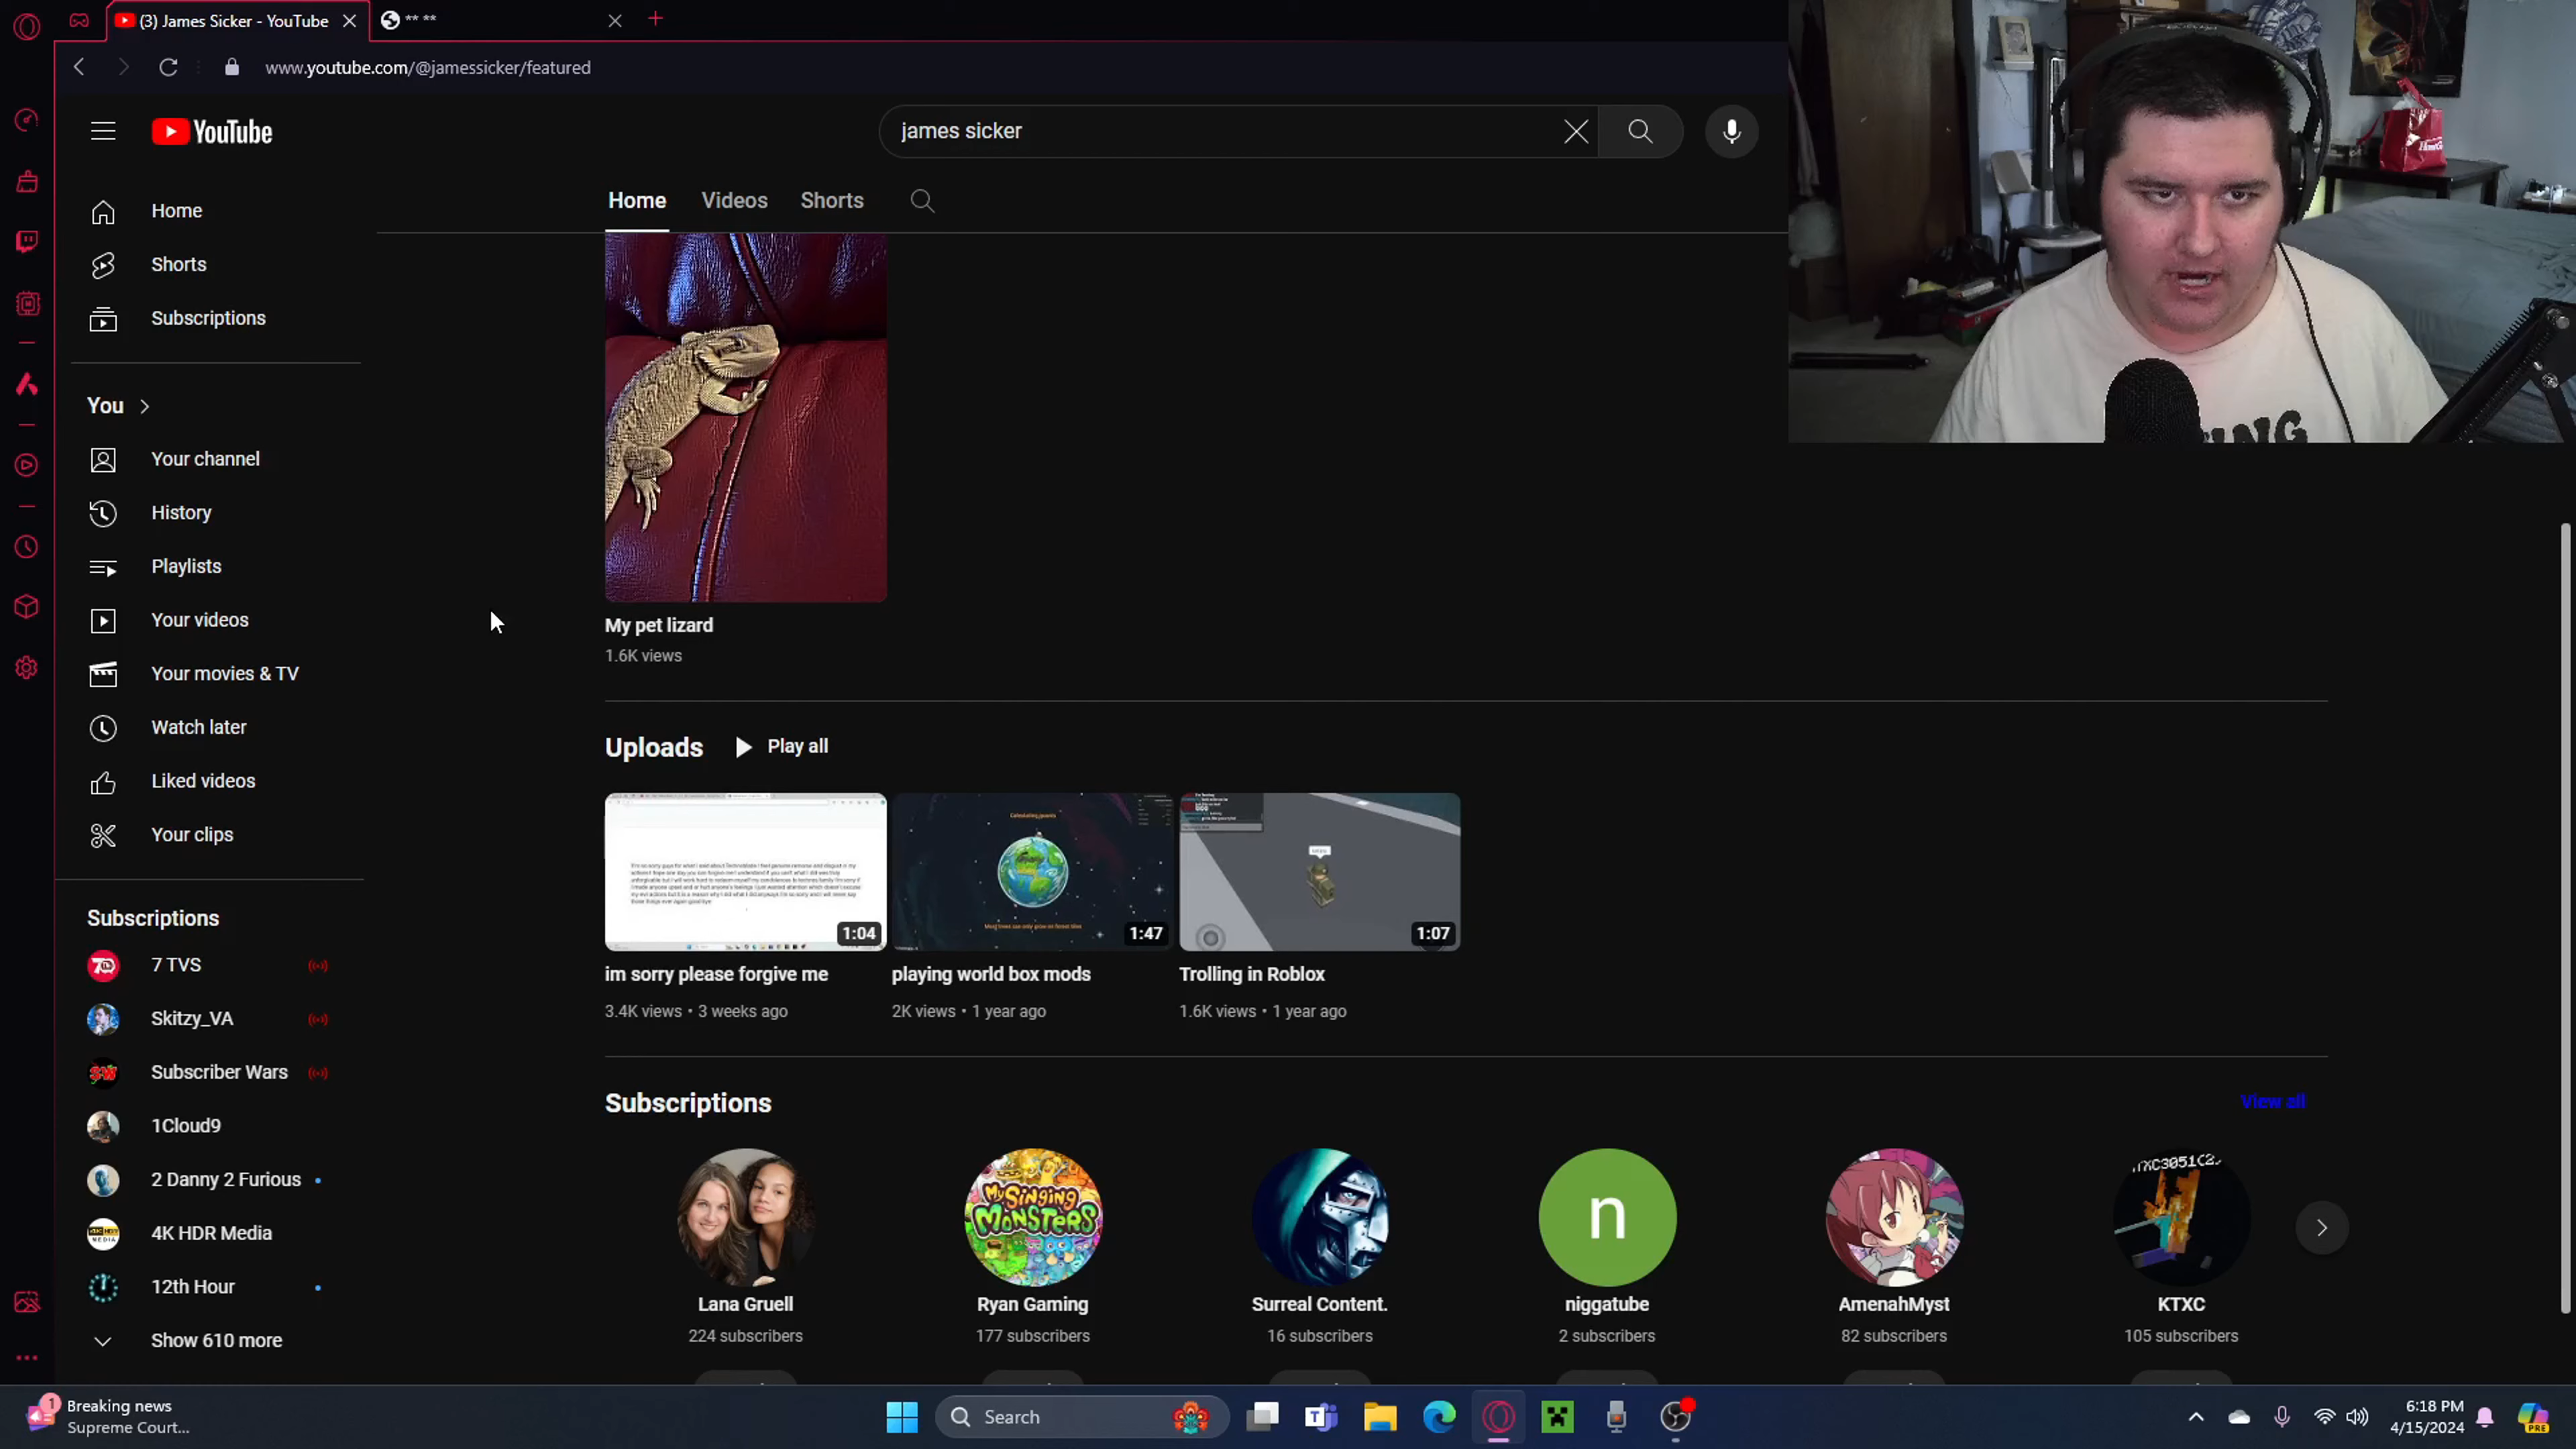 (3) James Sicker - YouTube
** **
www.youtube.com/@jamessicker/featured
YouTube
james sicker
Home
Videos
Shorts
Home
Shorts
Subscriptions
You
Your channel
History
Playlists
Your videos
Your movies & TV
Watch later
Liked videos
Your clips
Subscriptions
7 TVS
Skitzy_VA
Subscriber Wars
1Cloud9
2 Danny 2 Furious
4K HDR Media
12th Hour
Show 610 more
My pet lizard
1.6K views
Uploads
Play all
1:04
1:47
1:07
im sorry please forgive me
3.4K views • 3 weeks ago
playing world box mods
2K views • 1 year ago
Trolling in Roblox
1.6K views • 1 year ago
Subscriptions
View all
My Singing
Monsters
n
Lana Gruell
224 subscribers
Ryan Gaming
177 subscribers
Surreal Content.
16 subscribers
niggatube
2 subscribers
AmenahMyst
82 subscribers
KTXC
105 subscribers
1
Breaking news
Supreme Court...
Search
6:18 PM
4/15/2024
PRE